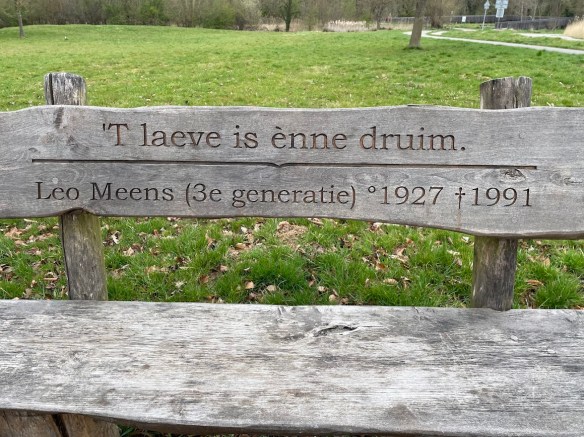 'T laeve is ènne druim.
Leo Meens (3e generatie) °1927 †1991